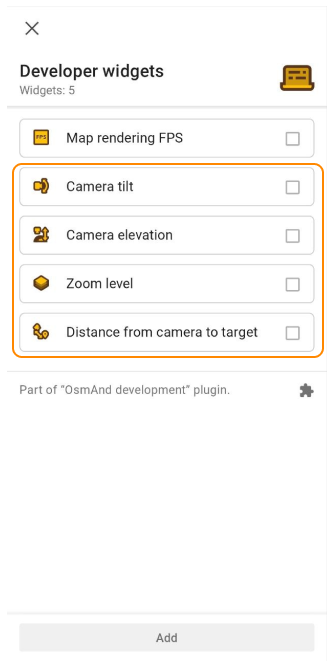 Developer widgets
Widgets: 5
FPS
Map rendering FPS
Camera tilt
Camera elevation
Zoom level
Distance from camera to target
Part of “OsmAnd development” plugin.
Add